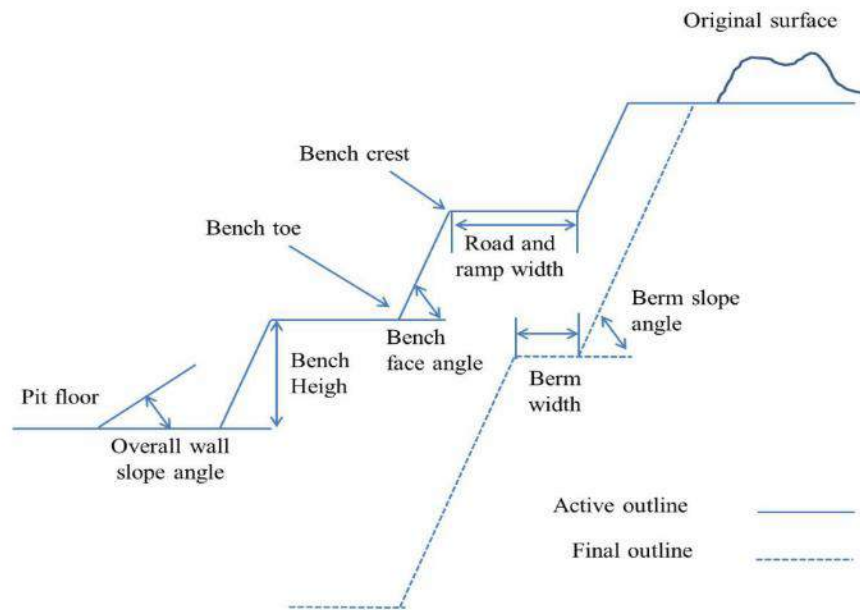 Original surface
Bench crest
Bench toe
Road and
ramp width
Bench
face angle
Berm slope
angle
Bench
Heigh
Berm
width
Pit floor
Overall wall
slope angle
Active outline
Final outline